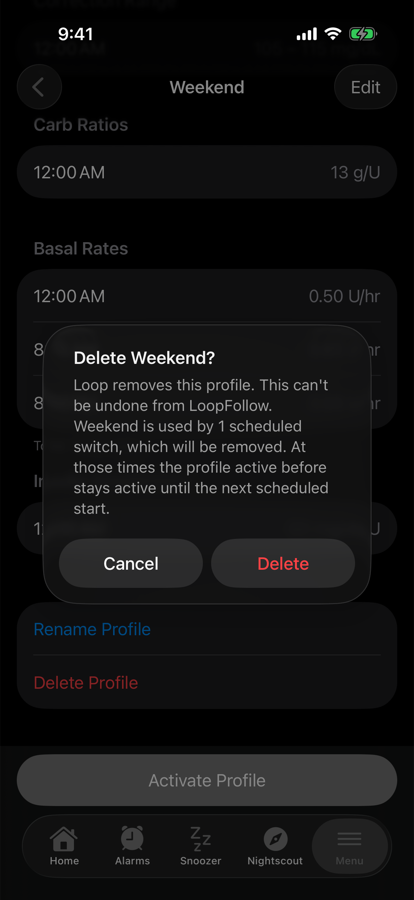 9:41
Weekend
Edit
Carb Ratios
12:00 AM 13 g/U
Basal Rates
12:00 AM 0.50 U/hr
Delete Weekend?
Loop removes this profile. This can't
be undone from LoopFollow.
Weekend is used by 1 scheduled
switch, which will be removed. At
those times the profile active before
stays active until the next scheduled
start.
Cancel
Delete
Rename Profile
Delete Profile
Activate Profile
Home
Alarms
Snoozer
Nightscout
Menu